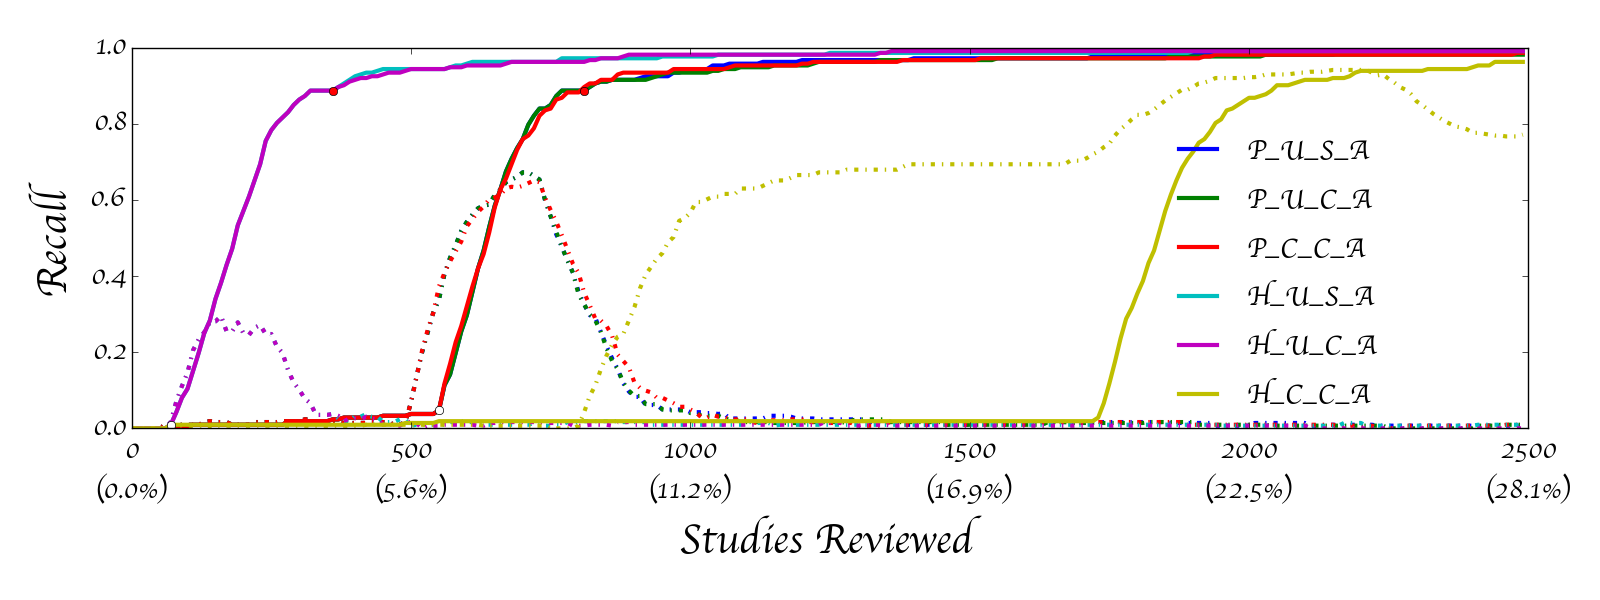 1.0
0.8
0.6
0.4
0.2
0.0
Recall
P_U_S_A
P_U_C_A
P_C_C_A
H_U_S_A
H_U_C_A
H_C_C_A
0 500 1000 1500 2000 2500
(0.0%) (5.6%) (11.2%) (16.9%) (22.5%) (28.1%)
Studies Reviewed